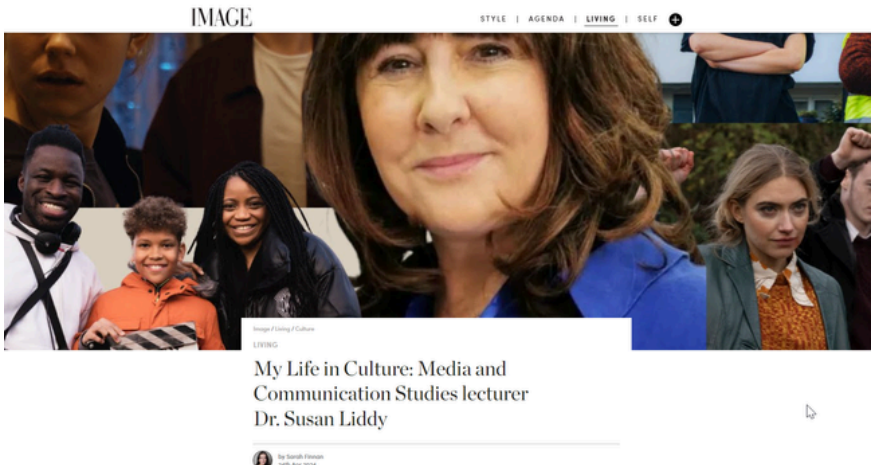 IMAGE
STYLE | AGENDA | LIVING | SELF
Image / Living / Culture
LIVING
My Life in Culture: Media and
Communication Studies lecturer
Dr. Susan Liddy
by Sarah Finnan